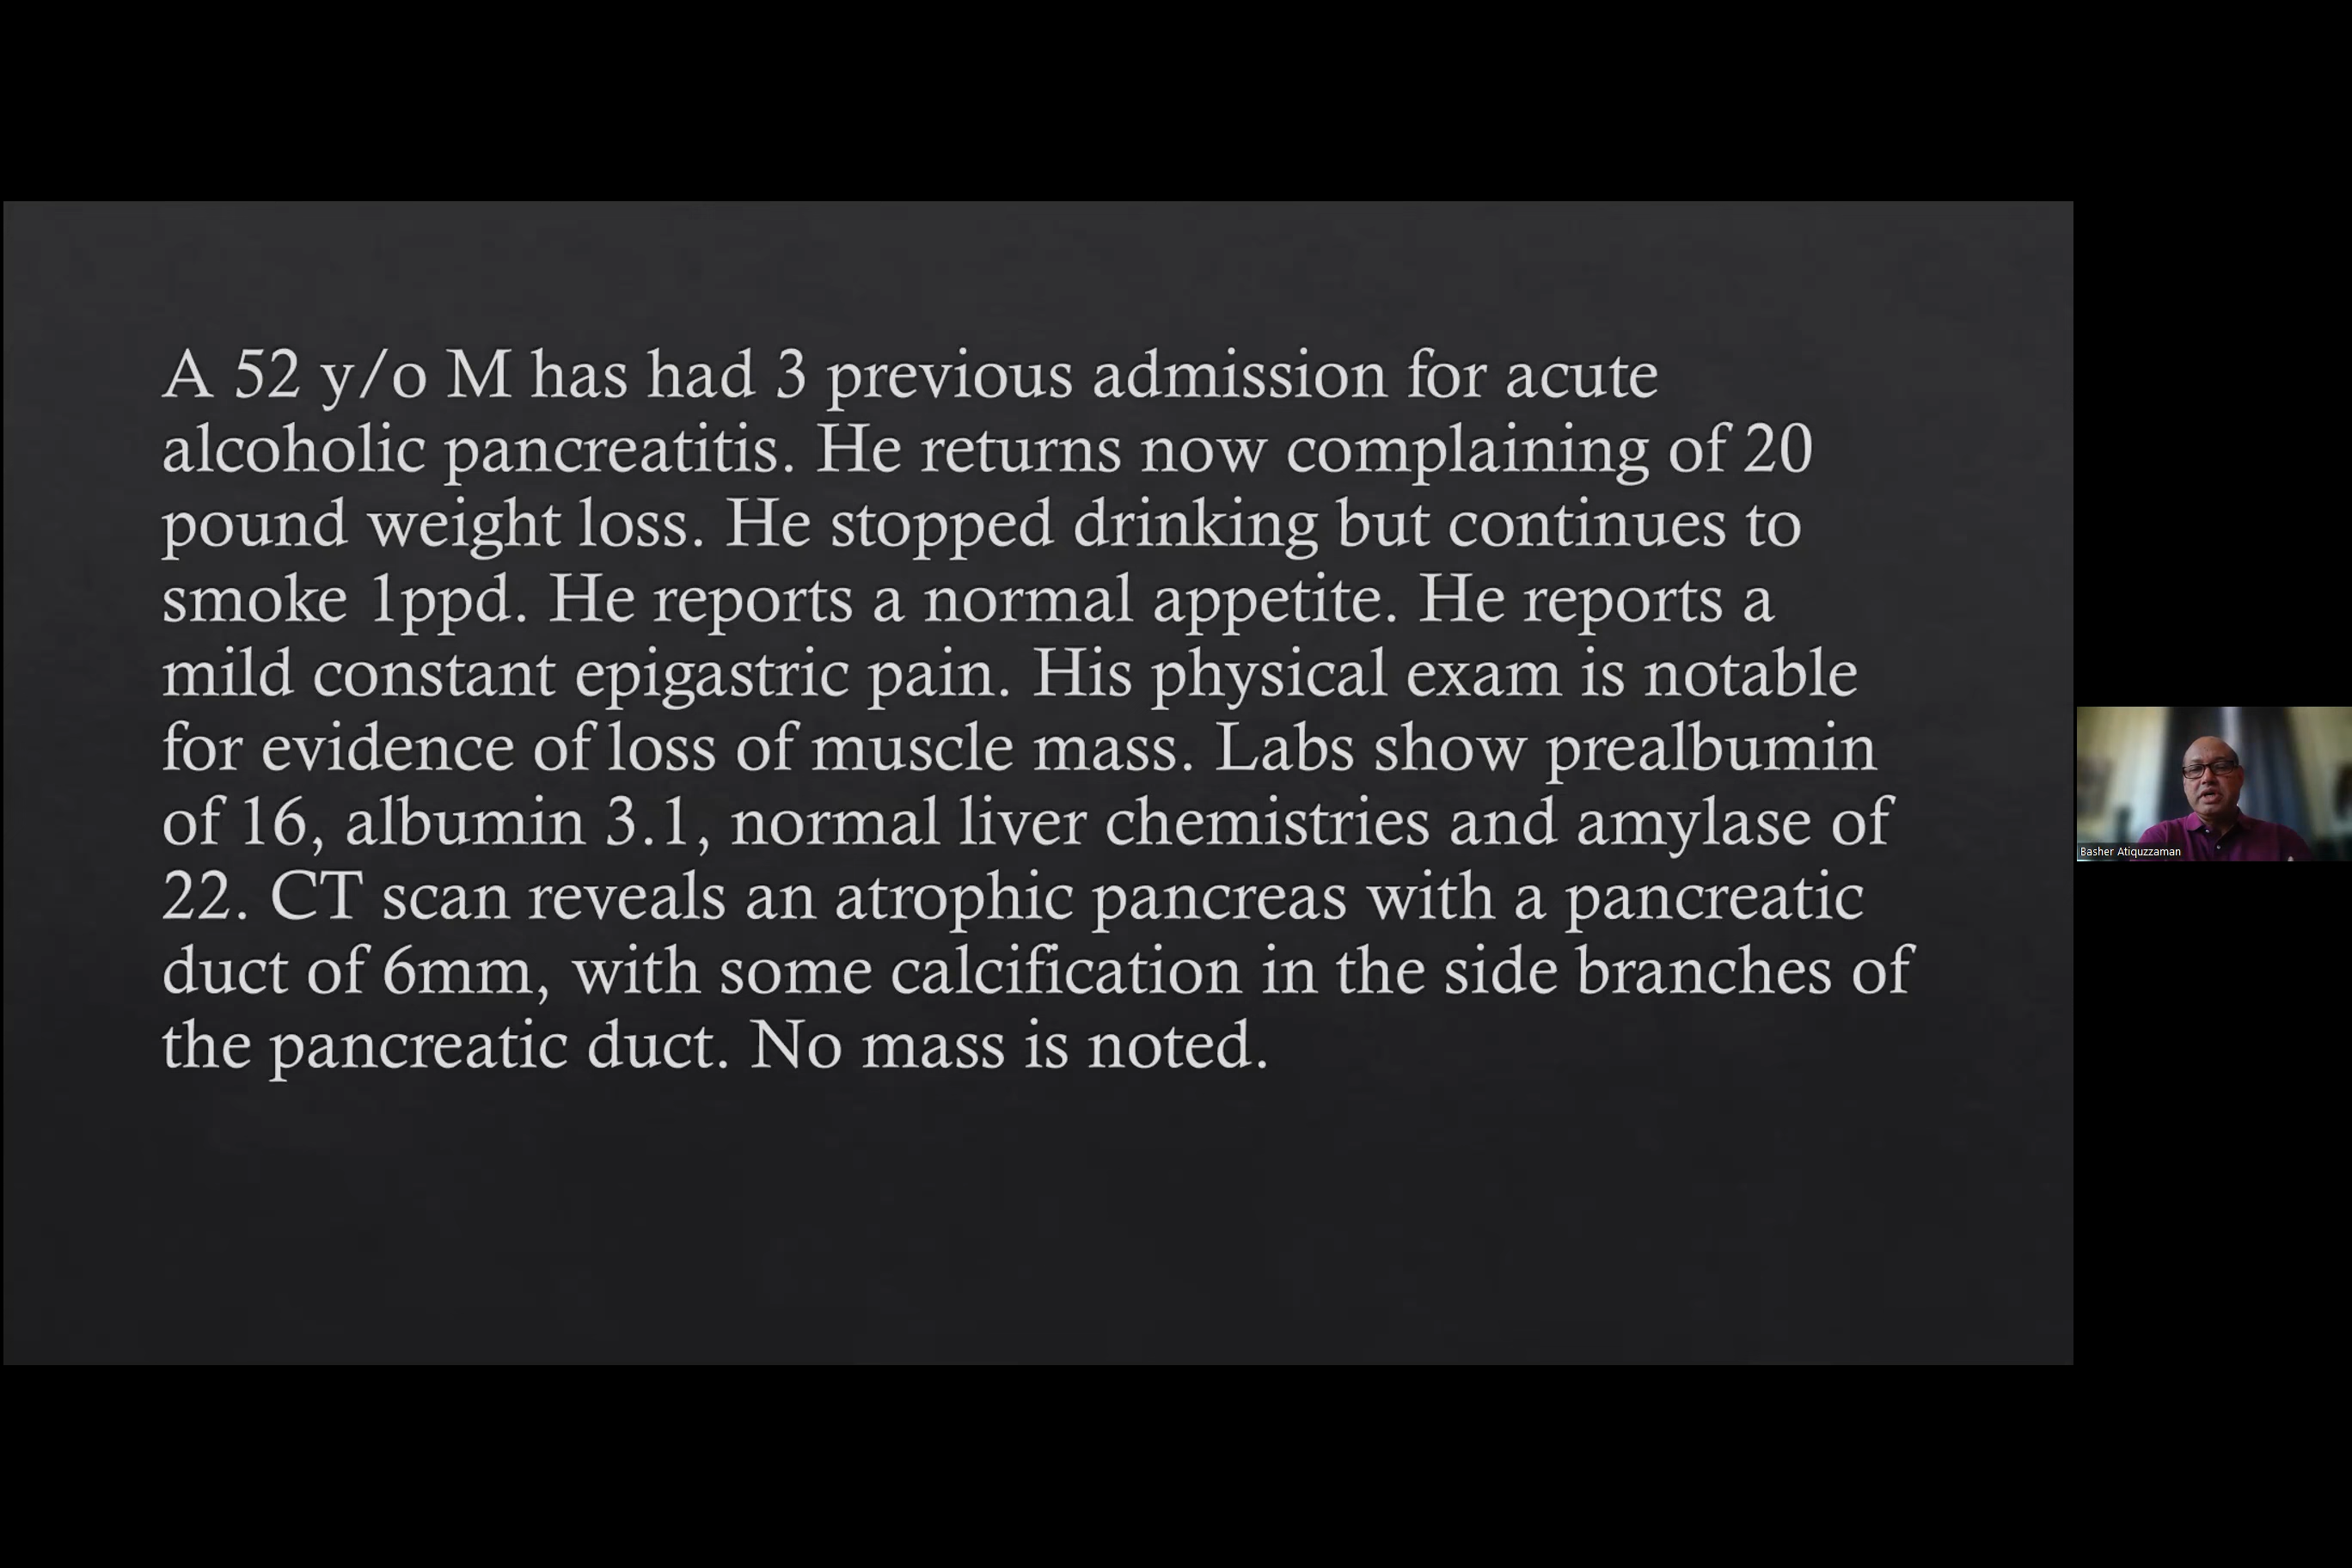 A 52 y/o M has had 3 previous admission for acute
alcoholic pancreatitis. He returns now complaining of 20
pound weight loss. He stopped drinking but continues to
smoke 1ppd. He reports a normal appetite. He reports a
mild constant epigastric pain. His physical exam is notable
for evidence of loss of muscle mass. Labs show prealbumin
of 16, albumin 3.1, normal liver chemistries and amylase of
22. CT scan reveals an atrophic pancreas with a pancreatic
duct of 6mm, with some calcification in the side branches of
the pancreatic duct. No mass is noted.
Basher Atiquzzaman